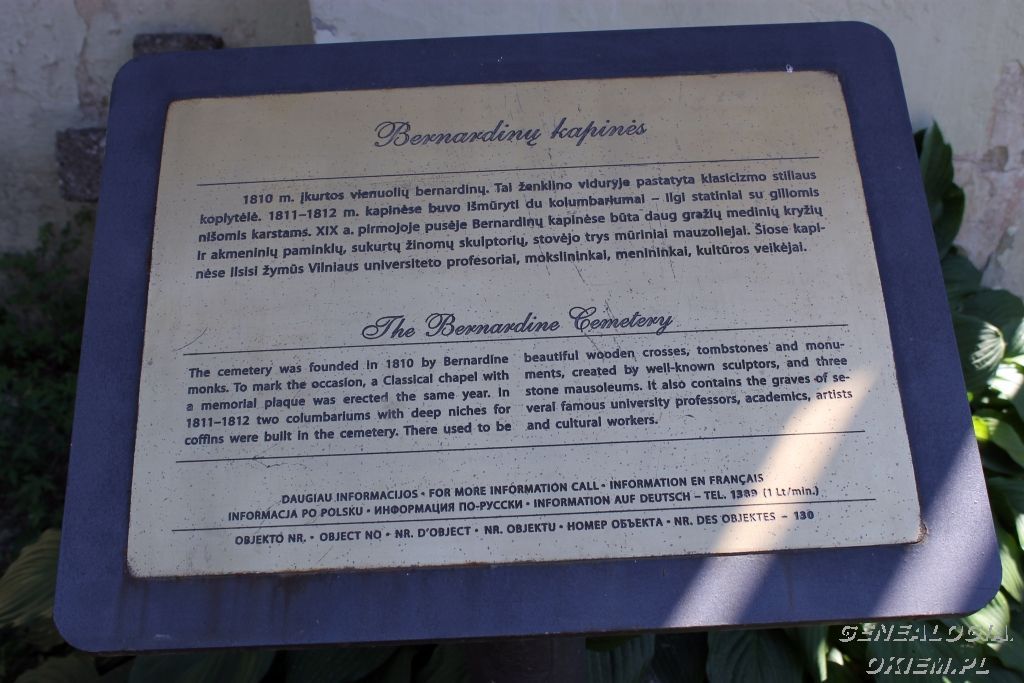 Bernardinų kapinės
1810 m. įkurtos vienuolių bernardinų. Tai ženklino viduryje pastatyta klasicizmo stiliaus
koplytėlė. 1811–1812 m. kapinėse buvo išmūryti du kolumbariumai – ilgi statiniai su giliomis
nišomis karstams. XIX a. pirmojoje pusėje Bernardinų kapinėse būta daug gražių medinių kryžių
ir akmeninių paminklų, sukurtų žinomų skulptorių, stovėjo trys mūriniai mauzoliejai. Šiose kapi-
nėse ilsisi žymūs Vilniaus universiteto profesoriai, mokslininkai, menininkai, kultūros veikėjai.
The Bernardine Cemetery
The cemetery was founded in 1810 by Bernardine
monks. To mark the occasion, a Classical chapel with
a memorial plaque was erected the same year. In
1811–1812 two columbariums with deep niches for
coffins were built in the cemetery. There used to be
beautiful wooden crosses, tombstones and monu-
ments, created by well-known sculptors, and three
stone mausoleums. It also contains the graves of se-
veral famous university professors, academics, artists
and cultural workers.
DAUGIAU INFORMACIJOS • FOR MORE INFORMATION CALL • INFORMATION EN FRANÇAIS
INFORMACJA PO POLSKU • ИНФОРМАЦИЯ ПО-РУССКИ • INFORMATION AUF DEUTSCH – TEL. 1389 (1 Lt/min.)
OBJEKTO NR. • OBJECT NO • NR. D'OBJECT • NR. OBJEKTU • НОМЕР ОБЪЕКТА • NR. DES OBJEKTES – 130
GENEALOGIA.
OKIEM.PL